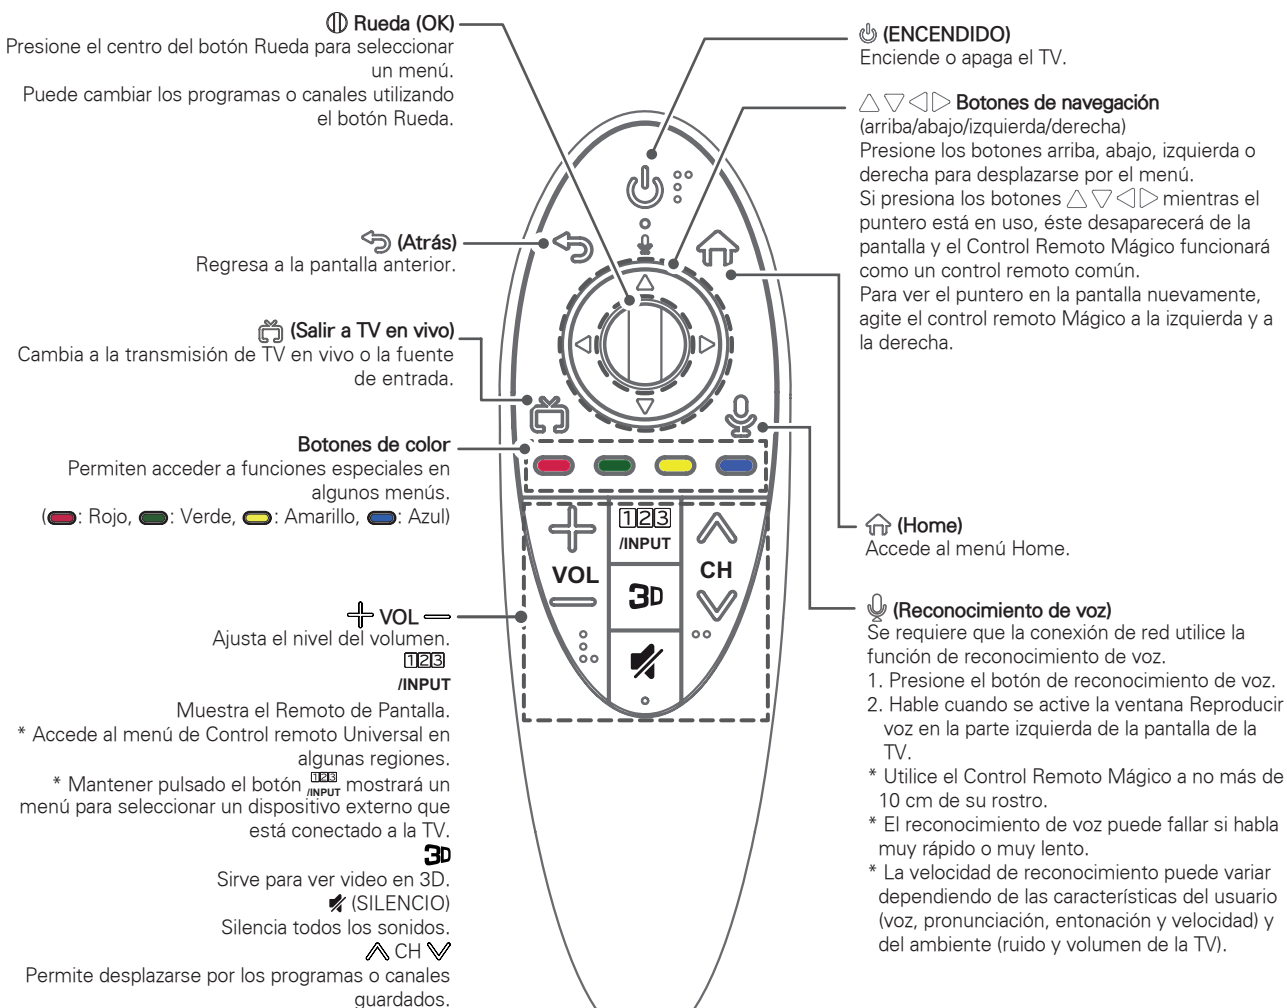 Rueda (OK)
Presione el centro del botón Rueda para seleccionar
un menú.
Puede cambiar los programas o canales utilizando
el botón Rueda.
(Atrás)
Regresa a la pantalla anterior.
(Salir a TV en vivo)
Cambia a la transmisión de TV en vivo o la fuente
de entrada.
Botones de color
Permiten acceder a funciones especiales en
algunos menús.
(: Rojo, : Verde, : Amarillo, : Azul)
+ VOL −
Ajusta el nivel del volumen.
123
/INPUT
Muestra el Remoto de Pantalla.
* Accede al menú de Control remoto Universal en
algunas regiones.
* Mantener pulsado el botón 123/INPUT mostrará un
menú para seleccionar un dispositivo externo que
está conectado a la TV.
3D
Sirve para ver video en 3D.
(SILENCIO)
Silencia todos los sonidos.
CH
Permite desplazarse por los programas o canales
guardados.
123
/INPUT
VOL
CH
3D
(ENCENDIDO)
Enciende o apaga el TV.
△▽◁▷ Botones de navegación
(arriba/abajo/izquierda/derecha)
Presione los botones arriba, abajo, izquierda o
derecha para desplazarse por el menú.
Si presiona los botones △▽◁▷ mientras el
puntero está en uso, éste desaparecerá de la
pantalla y el Control Remoto Mágico funcionará
como un control remoto común.
Para ver el puntero en la pantalla nuevamente,
agite el control remoto Mágico a la izquierda y a
la derecha.
(Home)
Accede al menú Home.
(Reconocimiento de voz)
Se requiere que la conexión de red utilice la
función de reconocimiento de voz.
1. Presione el botón de reconocimiento de voz.
2. Hable cuando se active la ventana Reproducir
voz en la parte izquierda de la pantalla de la
TV.
* Utilice el Control Remoto Mágico a no más de
10 cm de su rostro.
* El reconocimiento de voz puede fallar si habla
muy rápido o muy lento.
* La velocidad de reconocimiento puede variar
dependiendo de las características del usuario
(voz, pronunciación, entonación y velocidad) y
del ambiente (ruido y volumen de la TV).